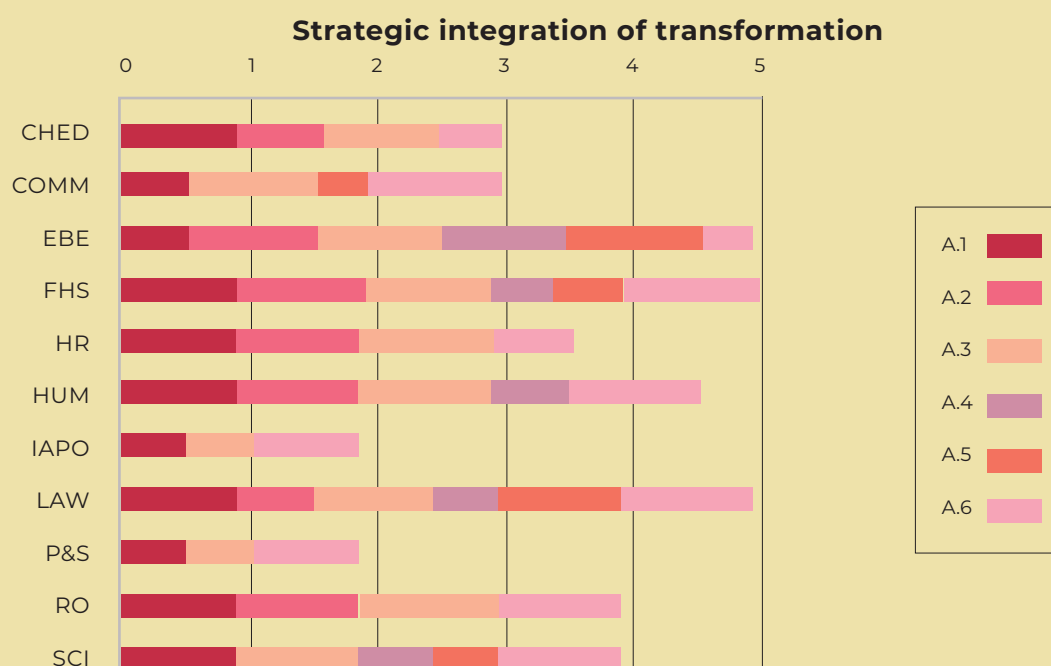 Strategic integration of transformation
0 1 2 3 4 5
CHED
COMM
EBE
FHS
HR
HUM
IAPO
LAW
P&S
RO
SCI
A.1
A.2
A.3
A.4
A.5
A.6